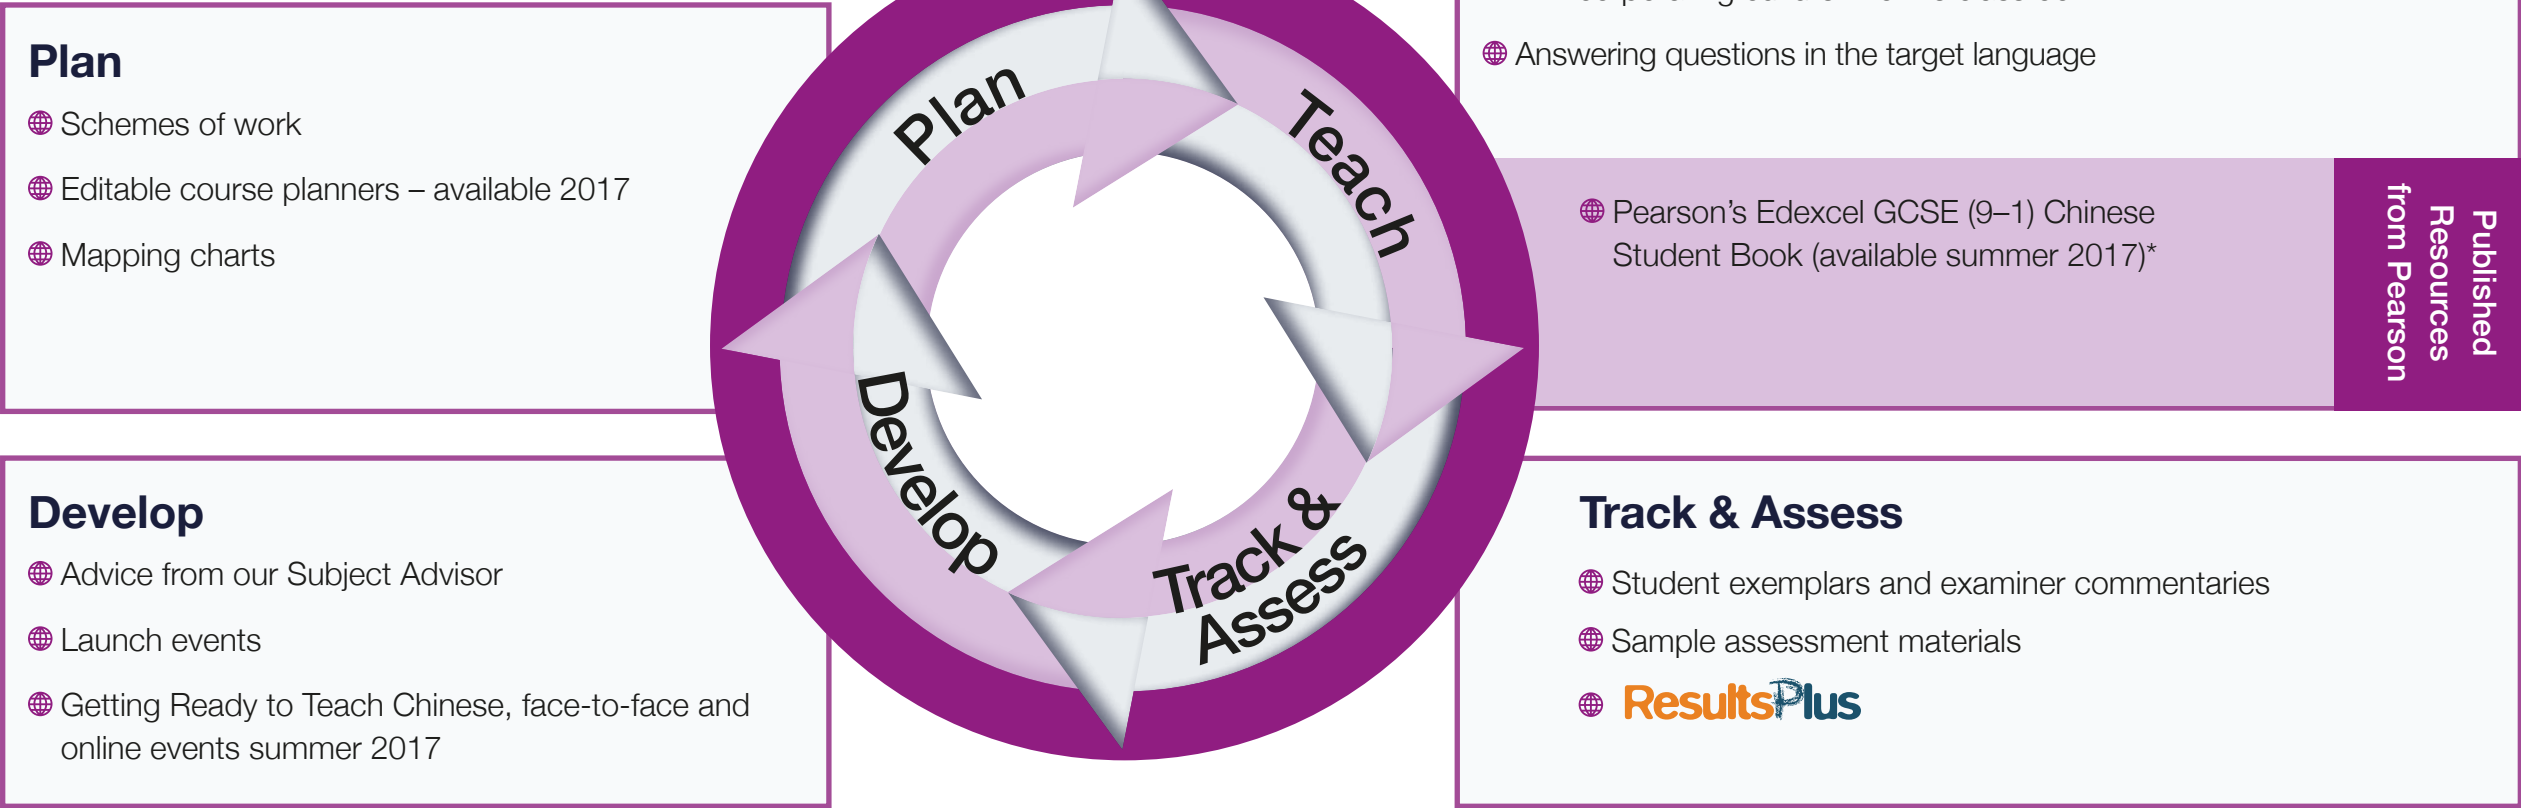 Plan
Schemes of work
Editable course planners – available 2017
Mapping charts
Plan
Teach
Track &
Assess
Develop
Answering questions in the target language
Pearson’s Edexcel GCSE (9–1) Chinese
Student Book (available summer 2017)*
Published
Resources
from Pearson
Develop
Advice from our Subject Advisor
Launch events
Getting Ready to Teach Chinese, face-to-face and
online events summer 2017
Track & Assess
Student exemplars and examiner commentaries
Sample assessment materials
ResultsPlus